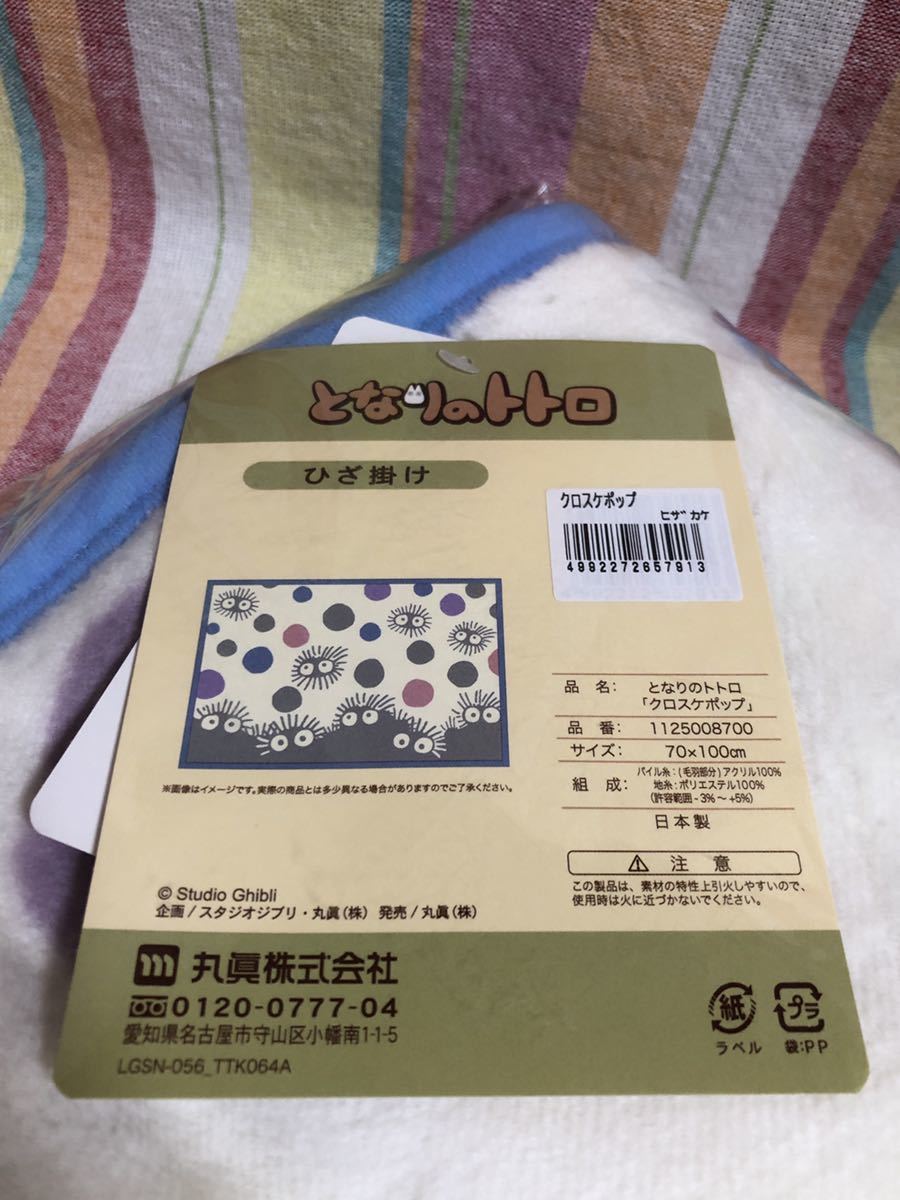 となりのトトロ
ひざ掛け
クロスケポップ
ヒザカケ
4992272657913
品 名: となりのトトロ
「クロスケポップ」
品 番: 1125008700
サイズ: 70×100㎝
組 成: パイル糸:(毛羽部分)アクリル100%
地糸:ポリエステル100%
(許容範囲-3%～+5%)
日本製
※画像はイメージです。実際の商品とは多少異なる場合がありますのでご了承ください。
注 意
この製品は、素材の特性上引火しやすいので、
使用時は火に近づかないでください。
© Studio Ghibli
企画/スタジオジブリ・丸眞(株) 発売/丸眞(株)
丸眞株式会社
0120-0777-04
愛知県名古屋市守山区小幡南1-1-5
LGSN-056_TTK064A
紙
ラベル
プラ
袋:PP